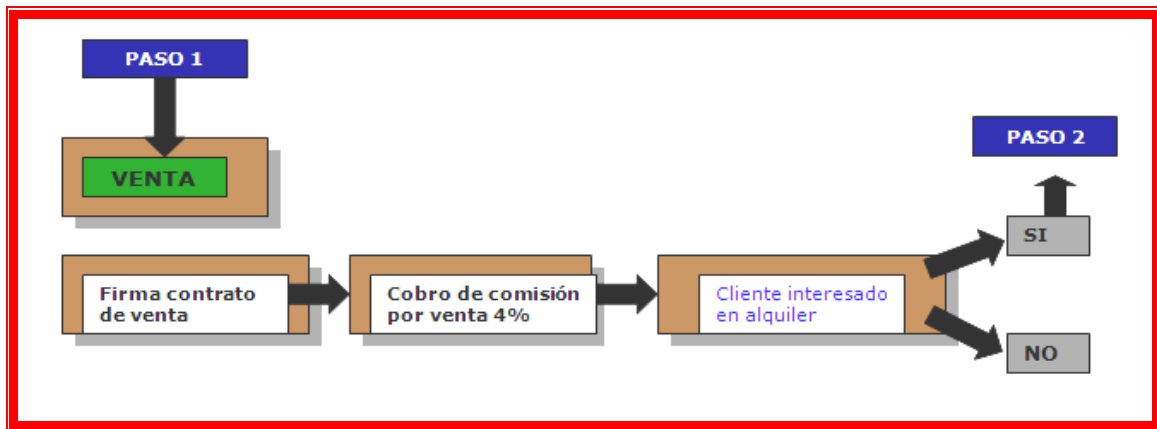 PASO 1
VENTA
Firma contrato
de venta
Cobro de comisión
por venta 4%
Cliente interesado
en alquiler
SI
NO
PASO 2